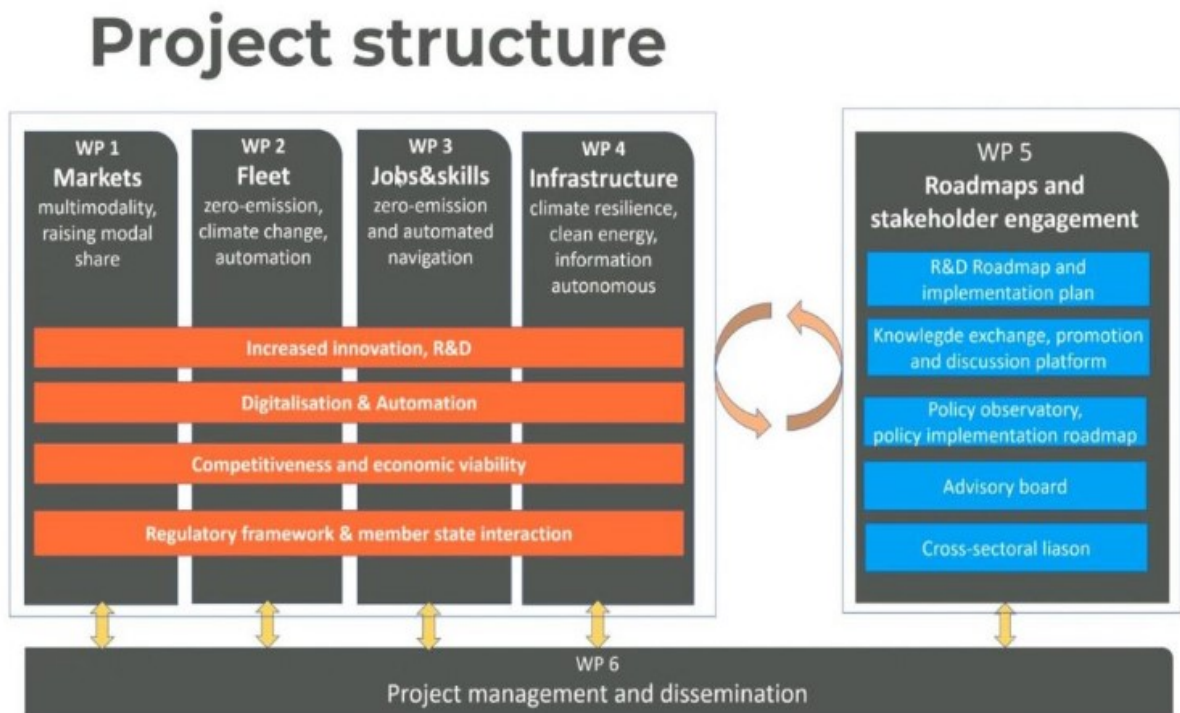 Project structure
WP 1
Markets
multimodality,
raising modal
share
WP 2
Fleet
zero-emission,
climate change,
automation
WP 3
Jobs&skills
zero-emission
and automated
navigation
WP 4
Infrastructure
climate resilience,
clean energy,
information
autonomous
Increased innovation, R&D
Digitalisation & Automation
Competitiveness and economic viability
Regulatory framework & member state interaction
WP 5
Roadmaps and
stakeholder engagement
R&D Roadmap and
implementation plan
Knowlegde exchange, promotion
and discussion platform
Policy observatory,
policy implementation roadmap
Advisory board
Cross-sectoral liason
WP 6
Project management and dissemination